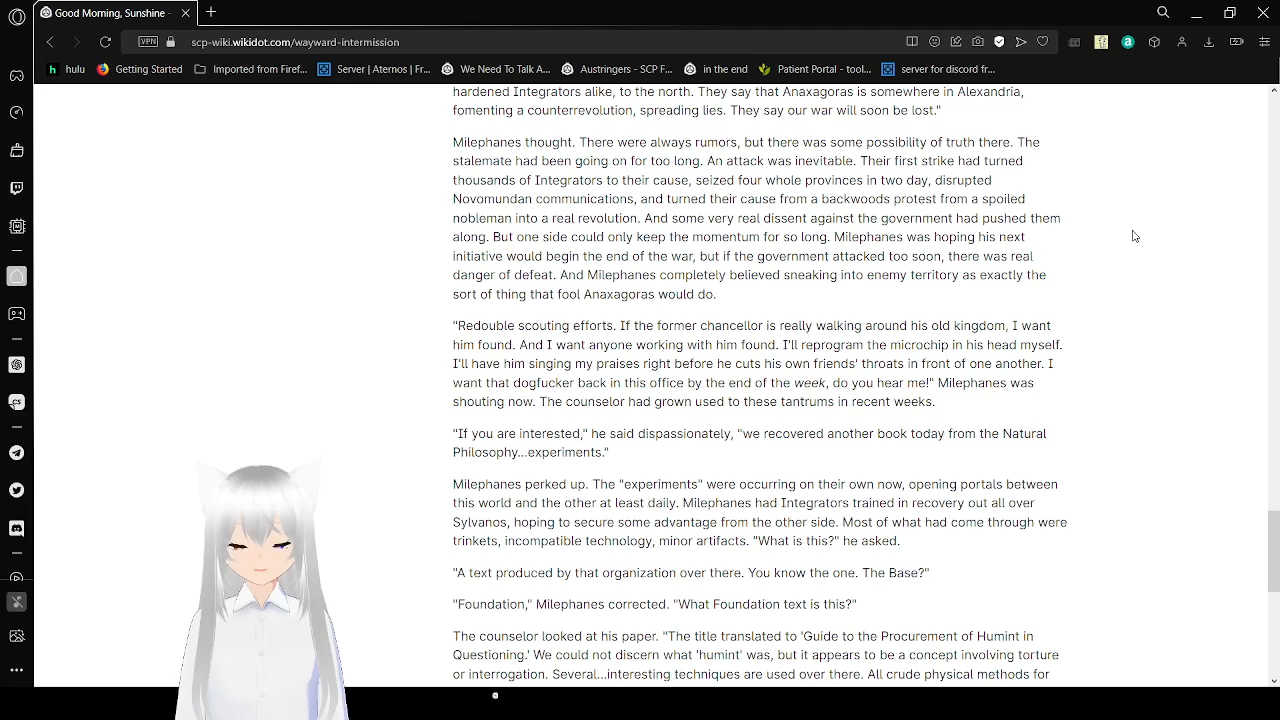 Good Morning, Sunshine -
VPN
scp-wiki.wikidot.com/wayward-intermission
hulu
Getting Started
Imported from Firef...
Server | Aternos | Fr...
We Need To Talk A...
Austringers - SCP F...
in the end
Patient Portal - tool...
server for discord fr...
hardened Integrators alike, to the north. They say that Anaxagoras is somewhere in Alexandria,
fomenting a counterrevolution, spreading lies. They say our war will soon be lost."
Milephanes thought. There were always rumors, but there was some possibility of truth there. The
stalemate had been going on for too long. An attack was inevitable. Their first strike had turned
thousands of Integrators to their cause, seized four whole provinces in two day, disrupted
Novomundan communications, and turned their cause from a backwoods protest from a spoiled
nobleman into a real revolution. And some very real dissent against the government had pushed them
along. But one side could only keep the momentum for so long. Milephanes was hoping his next
initiative would begin the end of the war, but if the government attacked too soon, there was real
danger of defeat. And Milephanes completely believed sneaking into enemy territory as exactly the
sort of thing that fool Anaxagoras would do.
"Redouble scouting efforts. If the former chancellor is really walking around his old kingdom, I want
him found. And I want anyone working with him found. I'll reprogram the microchip in his head myself.
I'll have him singing my praises right before he cuts his own friends' throats in front of one another. I
want that dogfucker back in this office by the end of the week, do you hear me!" Milephanes was
shouting now. The counselor had grown used to these tantrums in recent weeks.
"If you are interested," he said dispassionately, "we recovered another book today from the Natural
Philosophy...experiments."
Milephanes perked up. The "experiments" were occurring on their own now, opening portals between
this world and the other at least daily. Milephanes had Integrators trained in recovery out all over
Sylvanos, hoping to secure some advantage from the other side. Most of what had come through were
trinkets, incompatible technology, minor artifacts. "What is this?" he asked.
"A text produced by that organization over there. You know the one. The Base?"
"Foundation," Milephanes corrected. "What Foundation text is this?"
The counselor looked at his paper. "The title translated to 'Guide to the Procurement of Humint in
Questioning.' We could not discern what 'humint' was, but it appears to be a concept involving torture
or interrogation. Several...interesting techniques are used over there. All crude physical methods for